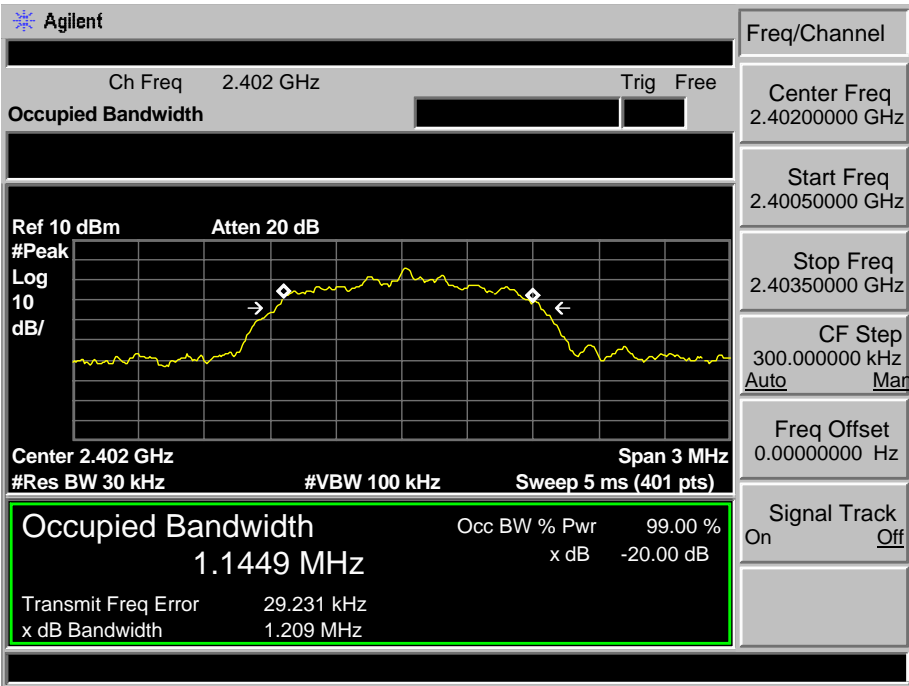 Agilent
Freq/Channel
Ch Freq 2.402 GHz Trig Free
Occupied Bandwidth
Center Freq
2.40200000 GHz
Start Freq
2.40050000 GHz
Stop Freq
2.40350000 GHz
CF Step
300.000000 kHz
Auto Man
Freq Offset
0.00000000 Hz
Signal Track
On Off
Ref 10 dBm Atten 20 dB
#Peak
Log
10
dB/
Center 2.402 GHz Span 3 MHz
#Res BW 30 kHz #VBW 100 kHz Sweep 5 ms (401 pts)
Occupied Bandwidth Occ BW % Pwr 99.00 %
1.1449 MHz x dB -20.00 dB
Transmit Freq Error 29.231 kHz
x dB Bandwidth 1.209 MHz